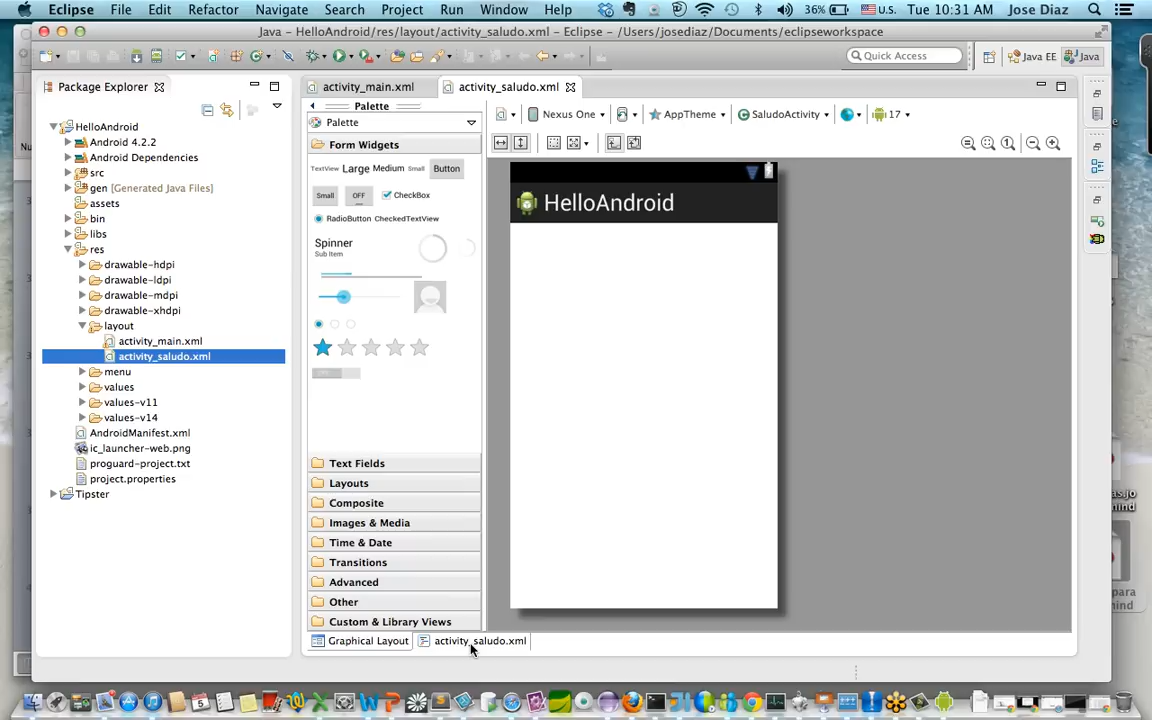 Eclipse File Edit Refactor Navigate Search Project Run Window Help 36% U.S. Tue 10:31 AM Jose Diaz
Java – HelloAndroid/res/layout/activity_saludo.xml – Eclipse – /Users/josediaz/Documents/eclipseworkspace
Quick Access Java EE Java
Package Explorer
HelloAndroid
Android 4.2.2
Android Dependencies
src
gen [Generated Java Files]
assets
bin
libs
res
drawable-hdpi
drawable-ldpi
drawable-mdpi
drawable-xhdpi
layout
activity_main.xml
activity_saludo.xml
menu
values
values-v11
values-v14
AndroidManifest.xml
ic_launcher-web.png
proguard-project.txt
project.properties
Tipster
activity_main.xml activity_saludo.xml
Palette
Palette
Form Widgets
TextView Large Medium Small Button
Small OFF CheckBox
RadioButton CheckedTextView
Spinner
Sub Item
Text Fields
Layouts
Composite
Images & Media
Time & Date
Transitions
Advanced
Other
Custom & Library Views
Nexus One AppTheme SaludoActivity 17
HelloAndroid
Graphical Layout activity_saludo.xml
as.jo
mind
para
mind